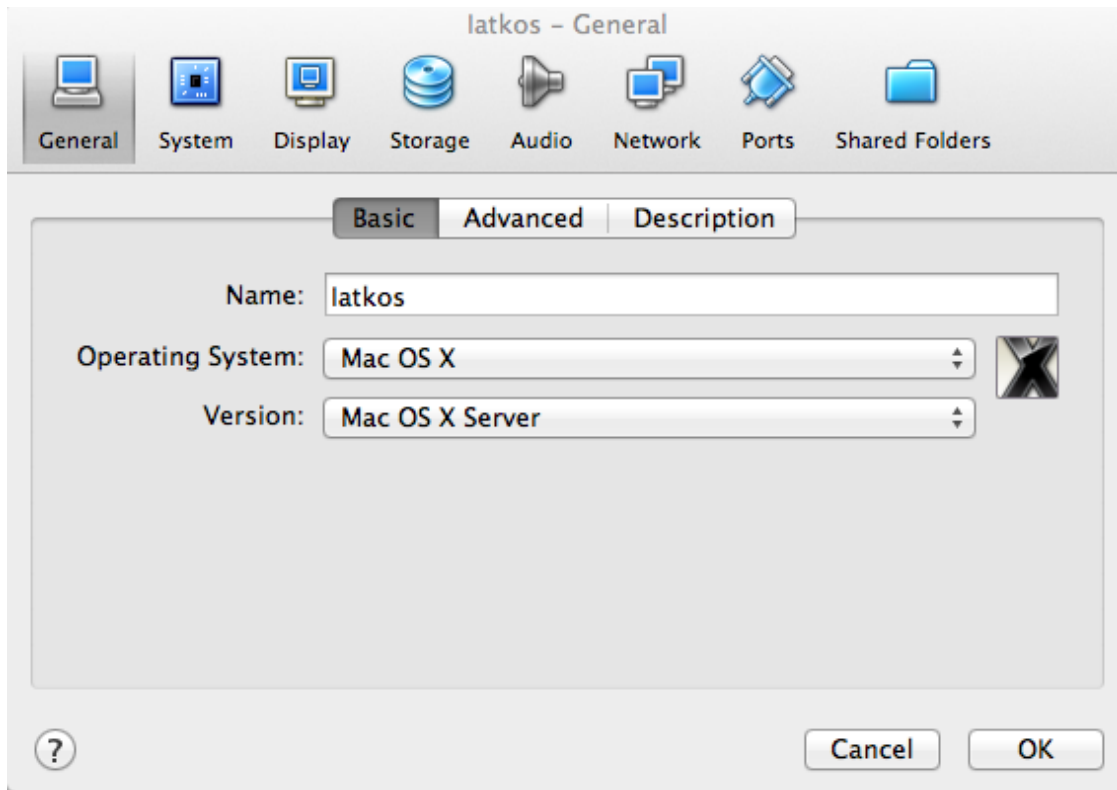 latkos – General
General System Display Storage Audio Network Ports Shared Folders
Basic Advanced Description
Name: latkos
Operating System: Mac OS X
Version: Mac OS X Server
? Cancel OK